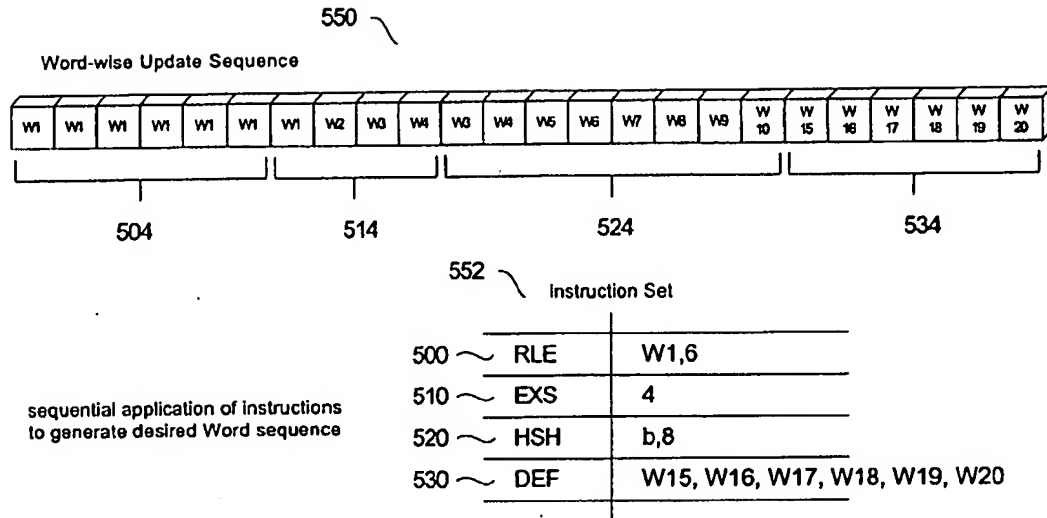 550
Word-wise Update Sequence
W1 W1 W1 W1 W1 W1 W1 W2 W3 W4 W3 W4 W5 W6 W7 W8 W9 W 10 W 15 W 16 W 17 W 18 W 19 W 20
504 514 524 534
552
Instruction Set
500 RLE W1,6
510 EXS 4
sequential application of instructions
to generate desired Word sequence
520 HSH b,8
530 DEF W15, W16, W17, W18, W19, W20